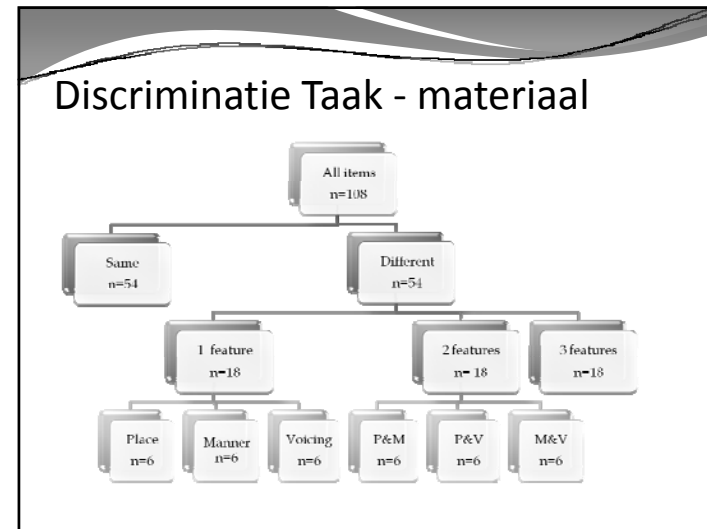 Discriminatie Taak - materiaal
All items
n=108
Same
n=54
Different
n=54
1 feature
n=18
2 features
n= 18
3 features
n=18
Place
n=6
Manner
n=6
Voicing
n=6
P&M
n=6
P&V
n=6
M&V
n=6